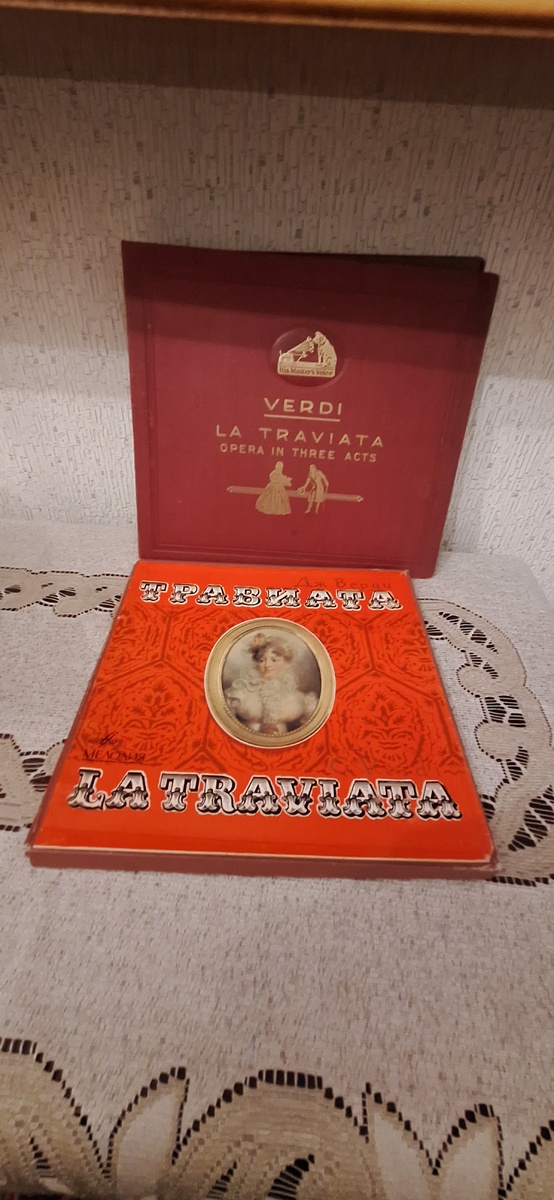 His Master's Voice
VERDI
LA TRAVIATA
OPERA IN THREE ACTS
Дж Верди
ТРАВИАТА
МЕЛОДИЯ
LA TRAVIATA